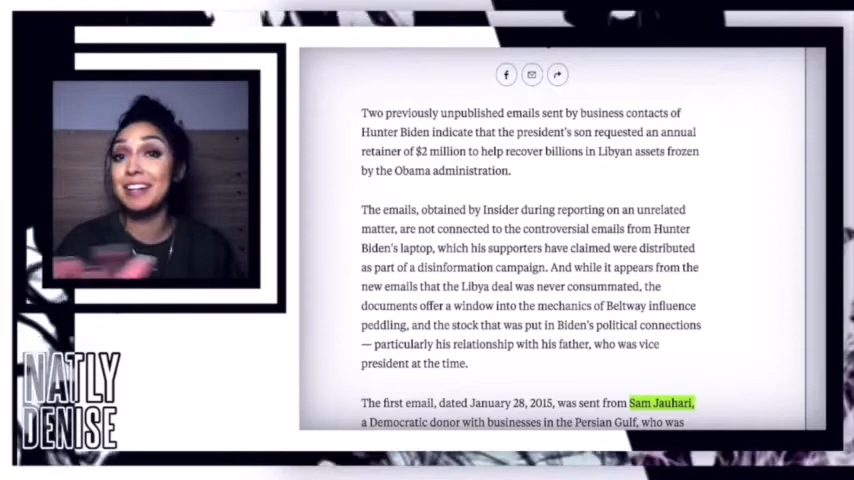 Two previously unpublished emails sent by business contacts of
Hunter Biden indicate that the president's son requested an annual
retainer of $2 million to help recover billions in Libyan assets frozen
by the Obama administration.
The emails, obtained by Insider during reporting on an unrelated
matter, are not connected to the controversial emails from Hunter
Biden's laptop, which his supporters have claimed were distributed
as part of a disinformation campaign. And while it appears from the
new emails that the Libya deal was never consummated, the
documents offer a window into the mechanics of Beltway influence
peddling, and the stock that was put in Biden's political connections
— particularly his relationship with his father, who was vice
president at the time.
The first email, dated January 28, 2015, was sent from Sam Jauhari,
a Democratic donor with businesses in the Persian Gulf, who was
NATLY
DENISE